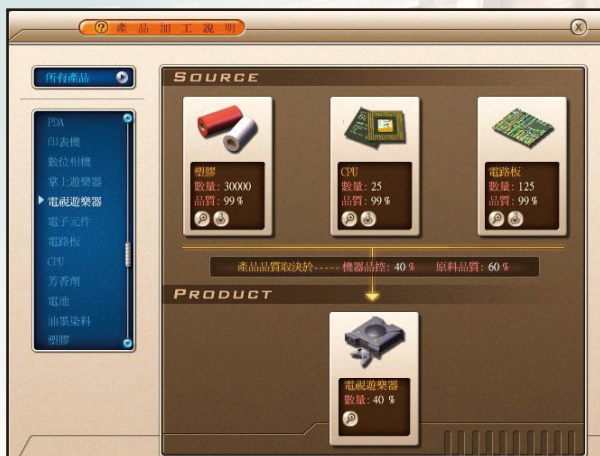 ? 產品加工說明
X
所有產品
SOURCE
PDA
印表機
數位相機
掌上遊樂器
電視遊樂器
電子元件
電路板
CPU
芳香劑
電池
油墨染料
塑膠
塑膠
數量: 30000
品質: 99 %
CPU
數量: 25
品質: 99 %
電路板
數量: 125
品質: 99 %
產品品質取決於-----機器品控: 40 %    原料品質: 60 %
PRODUCT
電視遊樂器
數量: 40 %